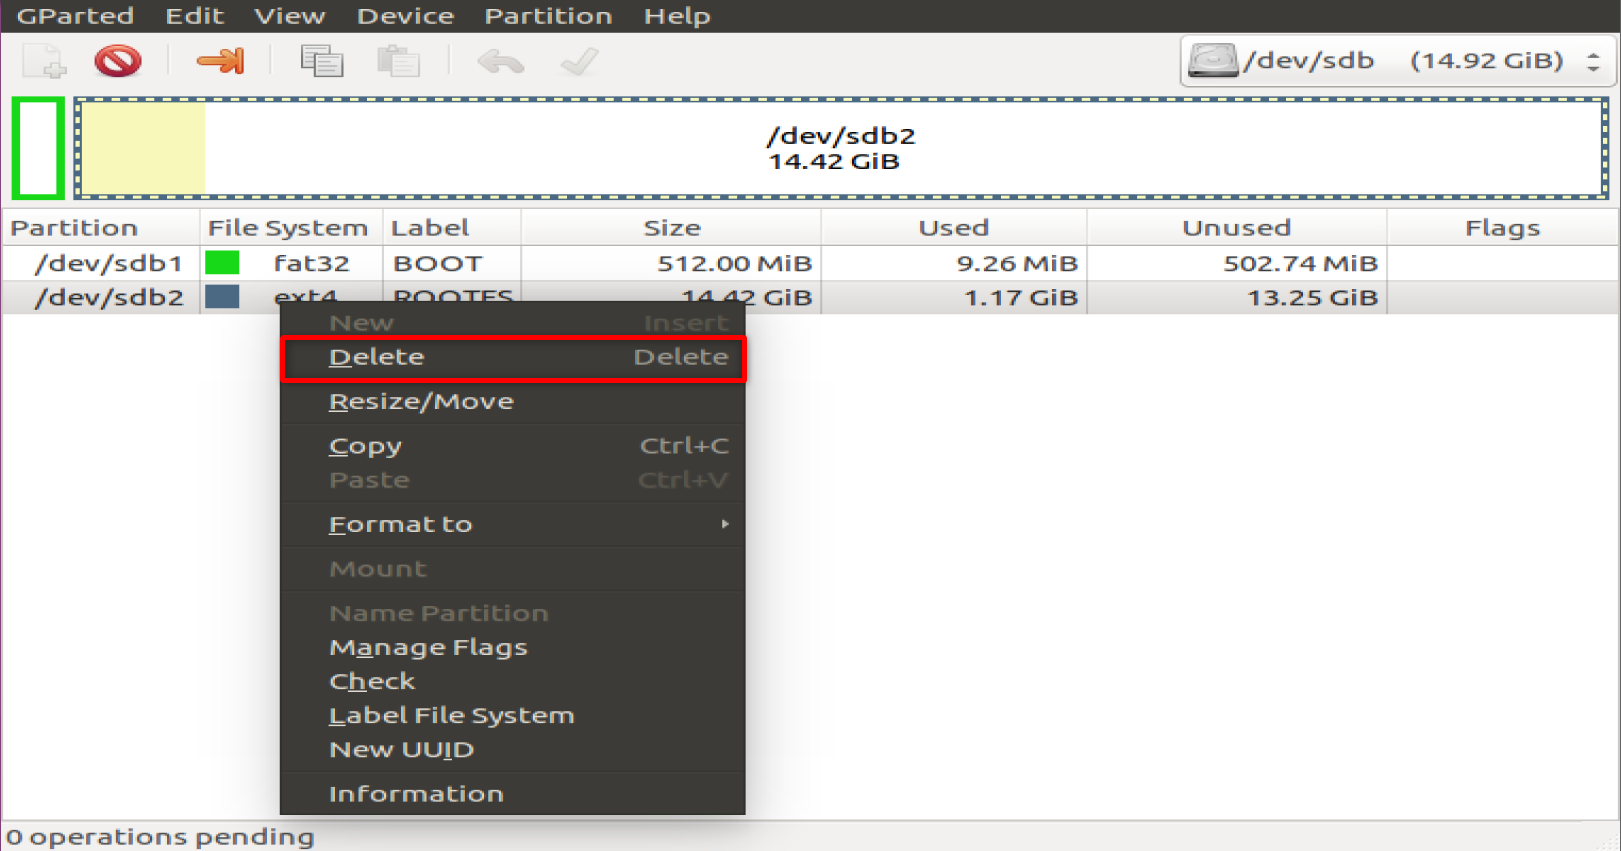 GParted Edit View Device Partition Help
/dev/sdb (14.92 GiB)
/dev/sdb2
14.42 GiB
Partition File System Label Size Used Unused Flags
/dev/sdb1 fat32 BOOT 512.00 MiB 9.26 MiB 502.74 MiB
/dev/sdb2 ext4 ROOTFS 14.42 GiB 1.17 GiB 13.25 GiB
New Insert
Delete Delete
Resize/Move
Copy Ctrl+C
Paste Ctrl+V
Format to
Mount
Name Partition
Manage Flags
Check
Label File System
New UUID
Information
0 operations pending